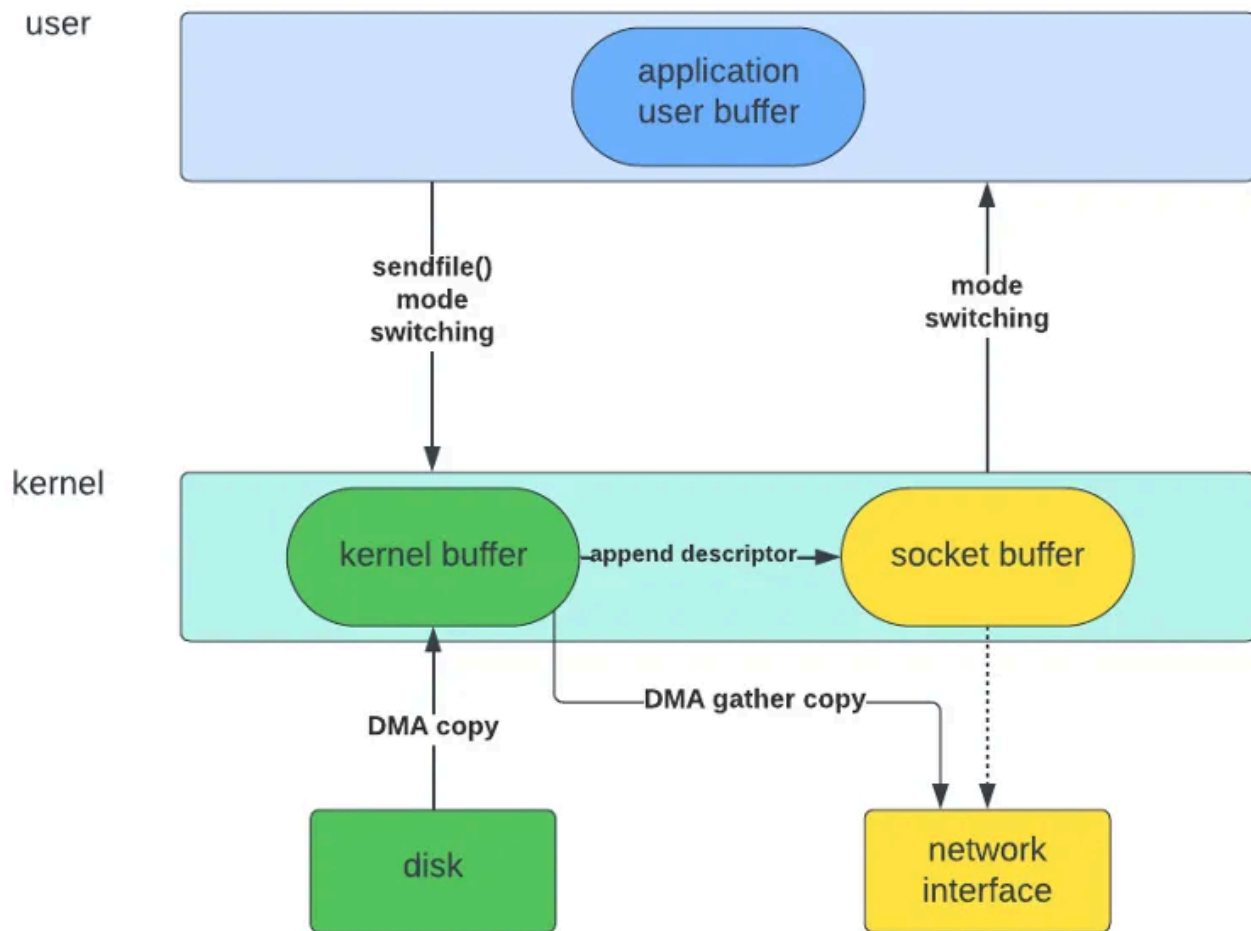 user
application
user buffer
sendfile()
mode
switching
mode
switching
kernel
kernel buffer
append descriptor
socket buffer
DMA gather copy
DMA copy
disk
network
interface